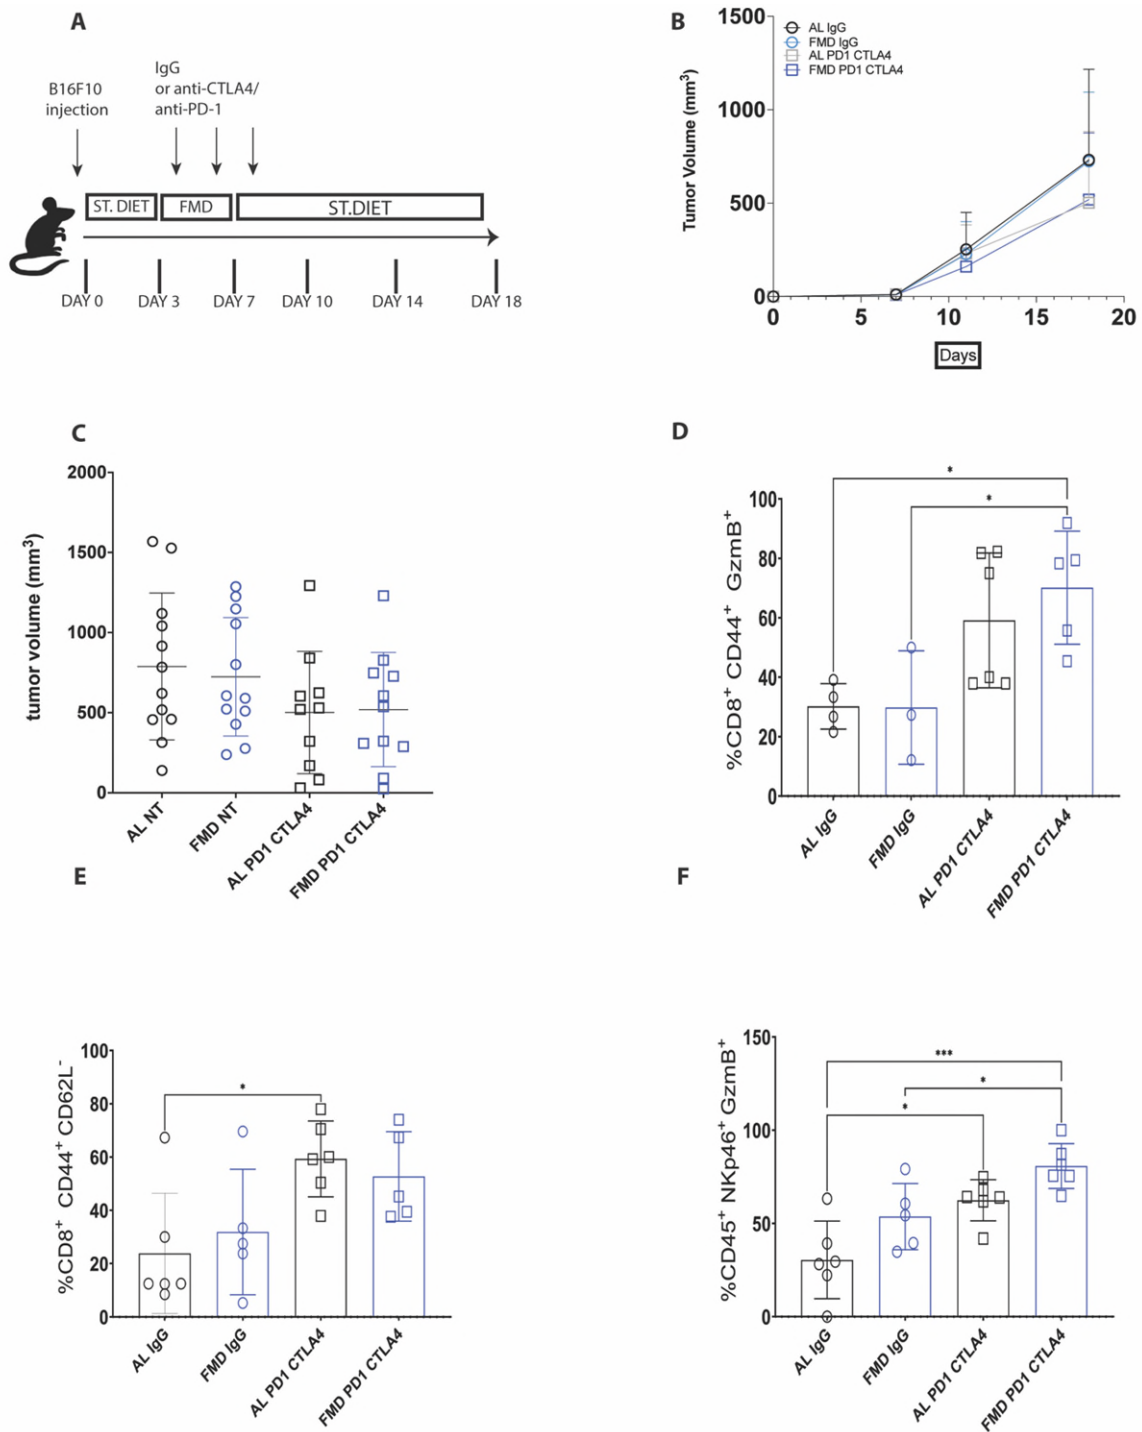 A
B16F10
injection
IgG
or anti-CTLA4/
anti-PD-1
ST. DIET
FMD
ST.DIET
DAY 0
DAY 3
DAY 7
DAY 10
DAY 14
DAY 18
B
Tumor Volume (mm³)
1500
1000
500
0
AL IgG
FMD IgG
AL PD1 CTLA4
FMD PD1 CTLA4
0
5
10
15
20
Days
C
tumor volume (mm³)
2000
1500
1000
500
0
AL NT
FMD NT
AL PD1 CTLA4
FMD PD1 CTLA4
D
%CD8⁺ CD44⁺ GzmB⁺
100
80
60
40
20
0
*
*
AL IgG
FMD IgG
AL PD1 CTLA4
FMD PD1 CTLA4
E
%CD8⁺ CD44⁺ CD62L⁻
100
80
60
40
20
0
*
AL IgG
FMD IgG
AL PD1 CTLA4
FMD PD1 CTLA4
F
%CD45⁺ NKp46⁺ GzmB⁺
150
100
50
0
***
*
*
AL IgG
FMD IgG
AL PD1 CTLA4
FMD PD1 CTLA4